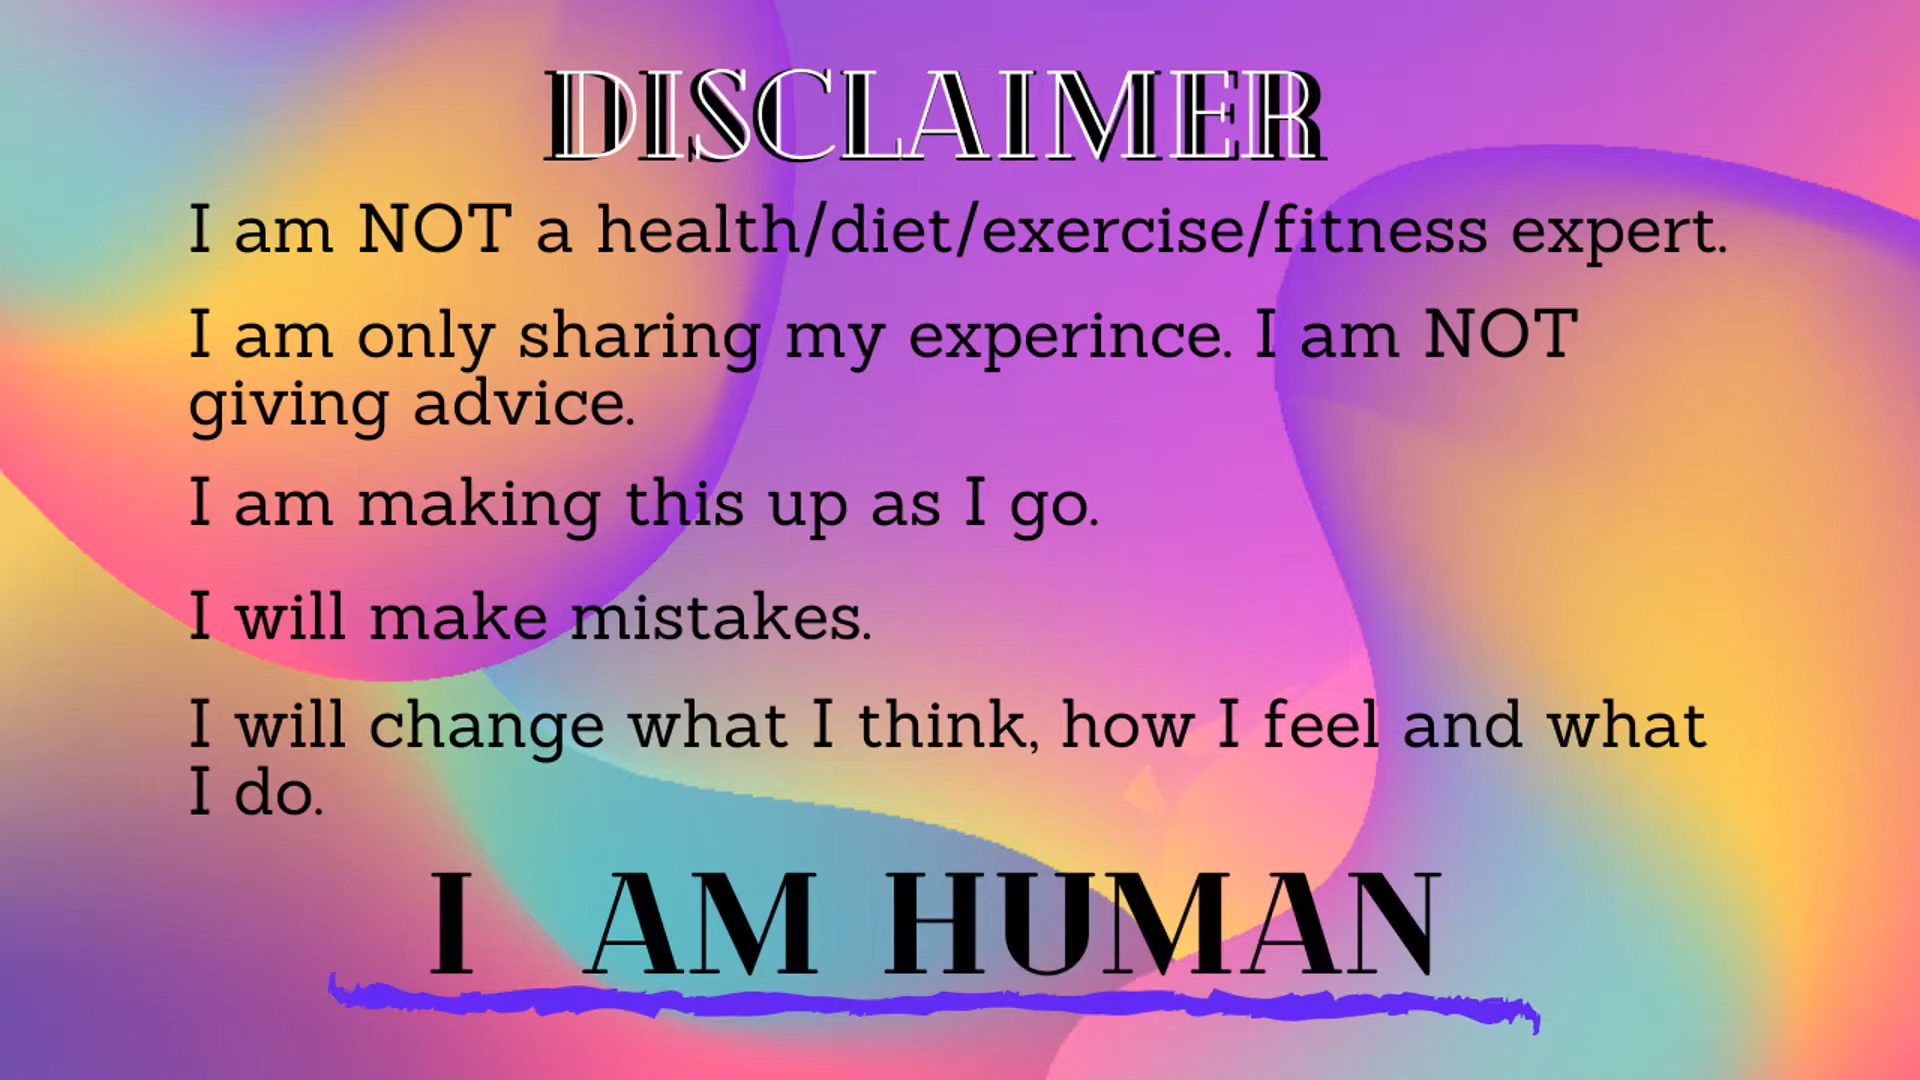 DISCLAIMER
I am NOT a health/diet/exercise/fitness expert.
I am only sharing my experince. I am NOT
giving advice.
I am making this up as I go.
I will make mistakes.
I will change what I think, how I feel and what
I do.
I AM HUMAN